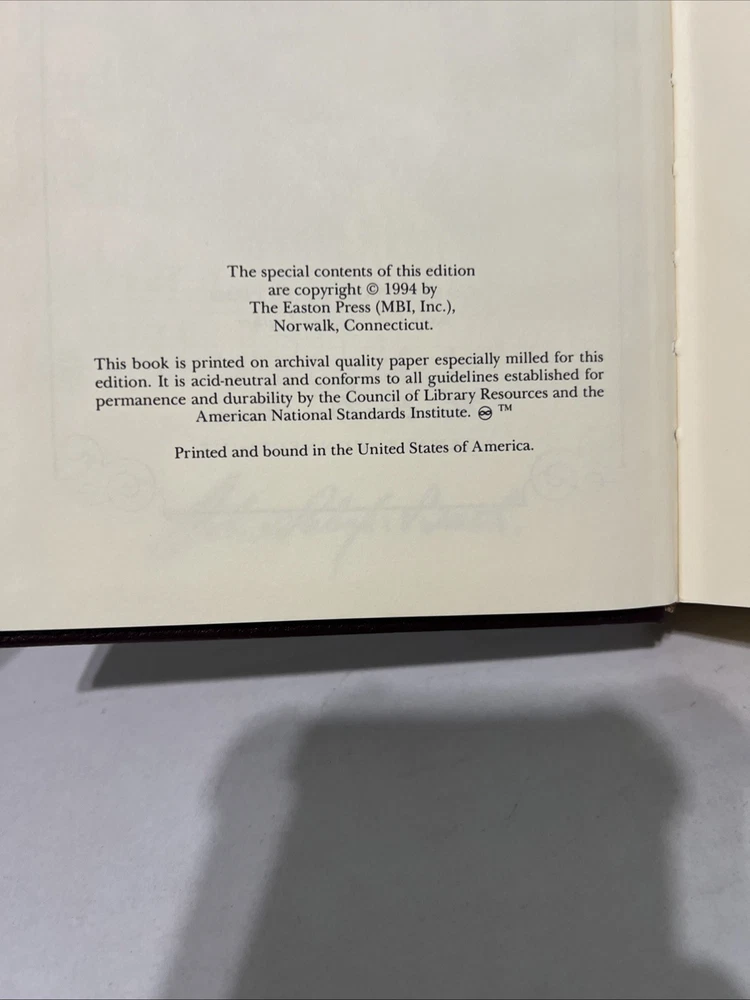 The special contents of this edition
are copyright © 1994 by
The Easton Press (MBI, Inc.),
Norwalk, Connecticut.
This book is printed on archival quality paper especially milled for this
edition. It is acid-neutral and conforms to all guidelines established for
permanence and durability by the Council of Library Resources and the
American National Standards Institute. ♾ ™
Printed and bound in the United States of America.